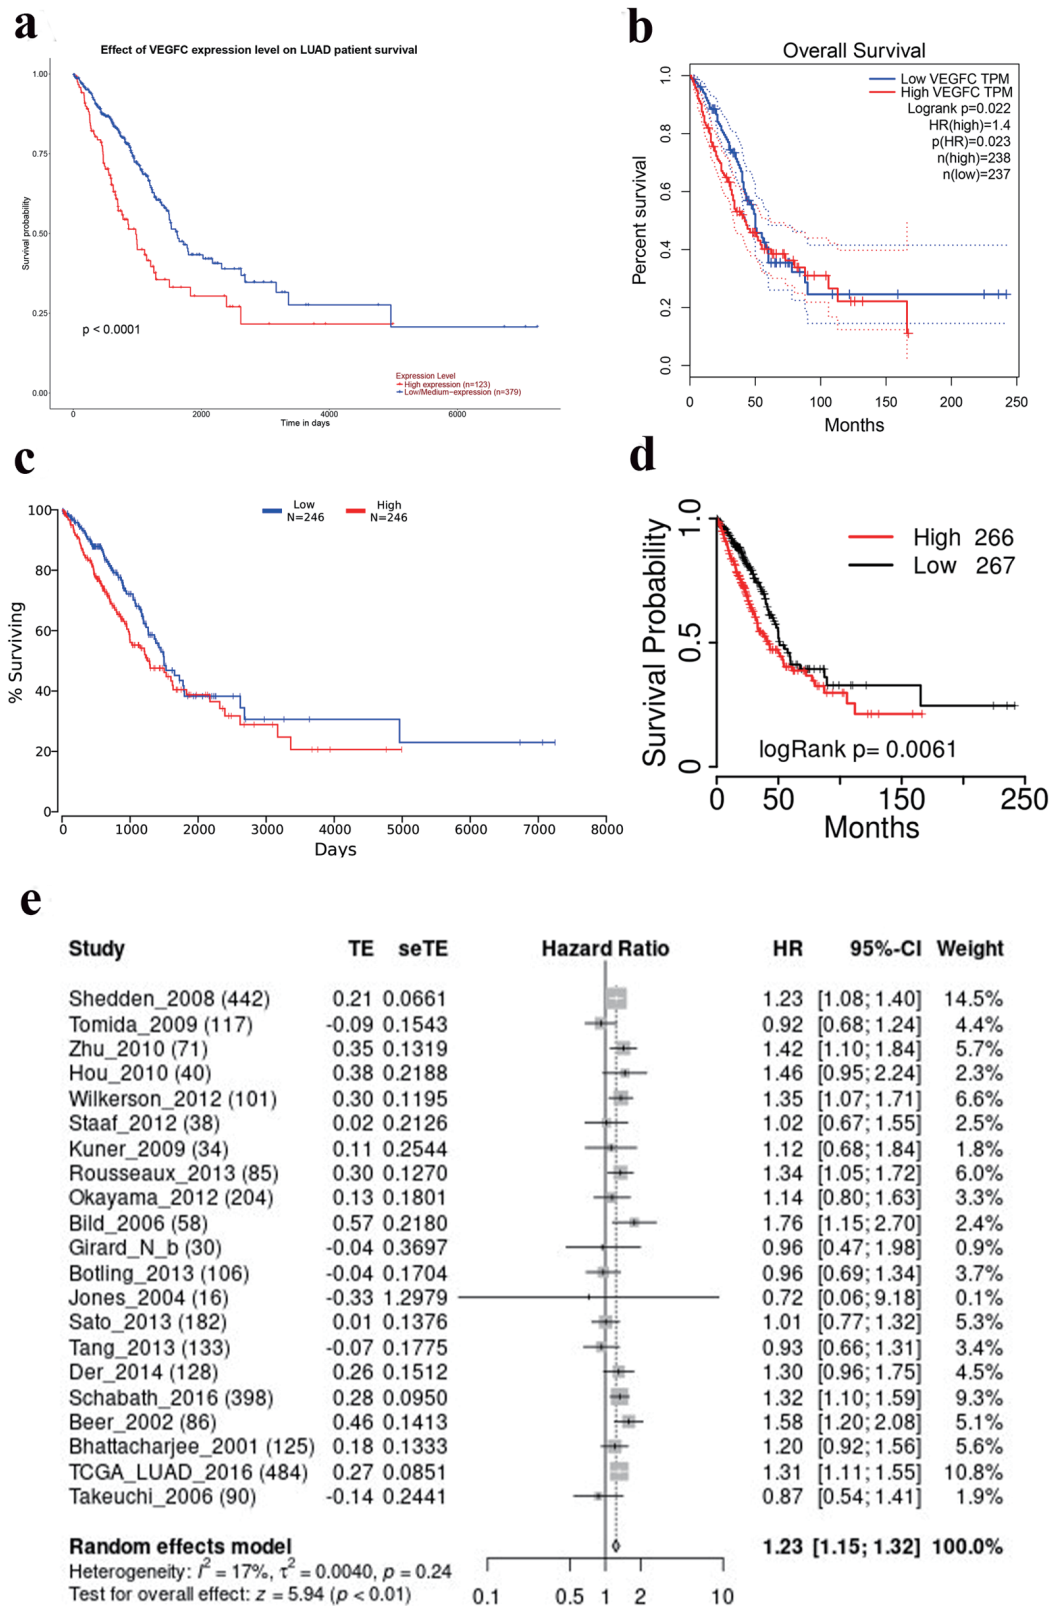 a
Effect of VEGFC expression level on LUAD patient survival
Survival probability
1.00
0.75
0.50
0.25
0.00
p < 0.0001
Expression Level
High expression (n=123)
Low/Medium-expression (n=379)
0 2000 4000 6000
Time in days
b
Overall Survival
Percent survival
1.0
0.8
0.6
0.4
0.2
0.0
Low VEGFC TPM
High VEGFC TPM
Logrank p=0.022
HR(high)=1.4
p(HR)=0.023
n(high)=238
n(low)=237
0 50 100 150 200 250
Months
c
% Surviving
100
80
60
40
20
0
Low
N=246
High
N=246
0 1000 2000 3000 4000 5000 6000 7000 8000
Days
d
Survival Probability
1.0
0.5
0
High 266
Low 267
logRank p= 0.0061
0 50 150 250
Months
e
Study TE seTE Hazard Ratio HR 95%-CI Weight
Shedden_2008 (442) 0.21 0.0661 1.23 [1.08; 1.40] 14.5%
Tomida_2009 (117) -0.09 0.1543 0.92 [0.68; 1.24] 4.4%
Zhu_2010 (71) 0.35 0.1319 1.42 [1.10; 1.84] 5.7%
Hou_2010 (40) 0.38 0.2188 1.46 [0.95; 2.24] 2.3%
Wilkerson_2012 (101) 0.30 0.1195 1.35 [1.07; 1.71] 6.6%
Staaf_2012 (38) 0.02 0.2126 1.02 [0.67; 1.55] 2.5%
Kuner_2009 (34) 0.11 0.2544 1.12 [0.68; 1.84] 1.8%
Rousseaux_2013 (85) 0.30 0.1270 1.34 [1.05; 1.72] 6.0%
Okayama_2012 (204) 0.13 0.1801 1.14 [0.80; 1.63] 3.3%
Bild_2006 (58) 0.57 0.2180 1.76 [1.15; 2.70] 2.4%
Girard_N_b (30) -0.04 0.3697 0.96 [0.47; 1.98] 0.9%
Botling_2013 (106) -0.04 0.1704 0.96 [0.69; 1.34] 3.7%
Jones_2004 (16) -0.33 1.2979 0.72 [0.06; 9.18] 0.1%
Sato_2013 (182) 0.01 0.1376 1.01 [0.77; 1.32] 5.3%
Tang_2013 (133) -0.07 0.1775 0.93 [0.66; 1.31] 3.4%
Der_2014 (128) 0.26 0.1512 1.30 [0.96; 1.75] 4.5%
Schabath_2016 (398) 0.28 0.0950 1.32 [1.10; 1.59] 9.3%
Beer_2002 (86) 0.46 0.1413 1.58 [1.20; 2.08] 5.1%
Bhattacharjee_2001 (125) 0.18 0.1333 1.20 [0.92; 1.56] 5.6%
TCGA_LUAD_2016 (484) 0.27 0.0851 1.31 [1.11; 1.55] 10.8%
Takeuchi_2006 (90) -0.14 0.2441 0.87 [0.54; 1.41] 1.9%
Random effects model 1.23 [1.15; 1.32] 100.0%
Heterogeneity: I² = 17%, τ² = 0.0040, p = 0.24
Test for overall effect: z = 5.94 (p < 0.01)
0.1 0.5 1 2 10